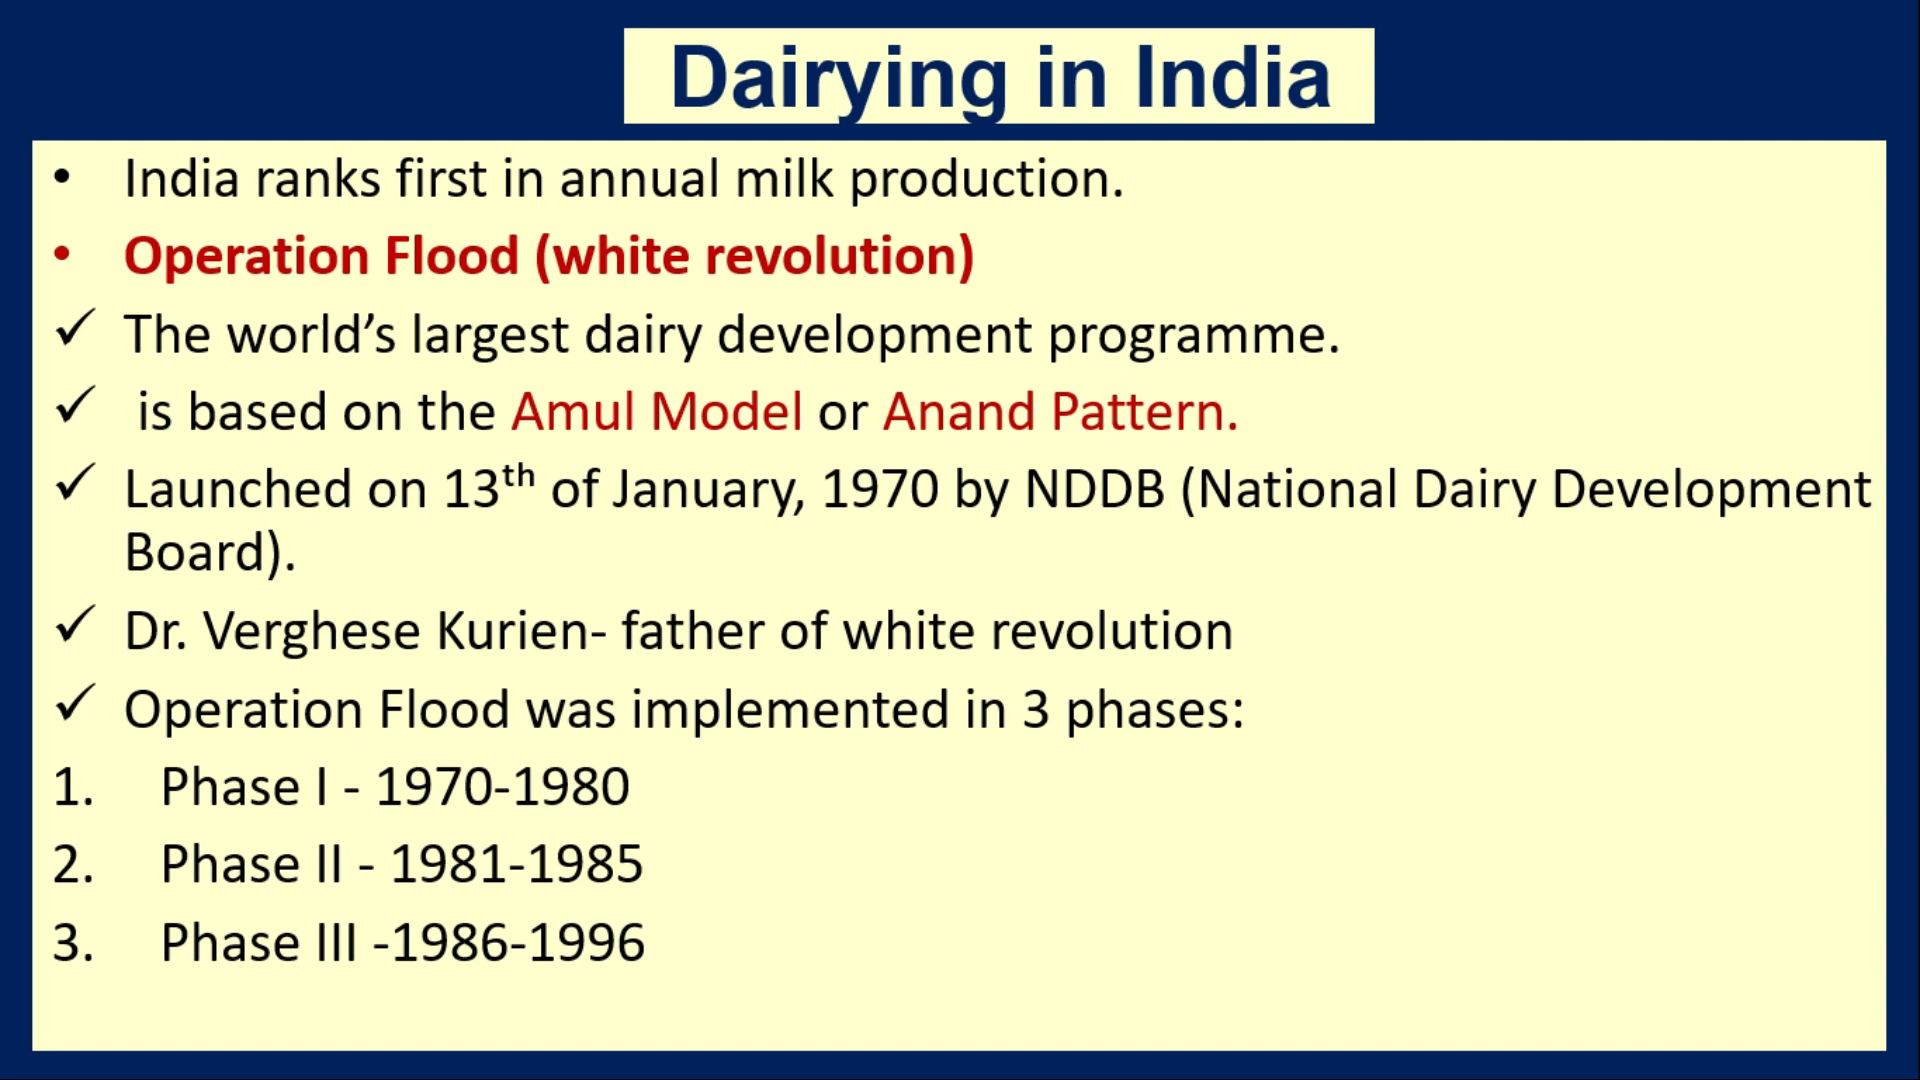 Dairying in India
• India ranks first in annual milk production.
• Operation Flood (white revolution)
✓ The world’s largest dairy development programme.
✓ is based on the Amul Model or Anand Pattern.
✓ Launched on 13th of January, 1970 by NDDB (National Dairy Development
Board).
✓ Dr. Verghese Kurien- father of white revolution
✓ Operation Flood was implemented in 3 phases:
1. Phase I - 1970-1980
2. Phase II - 1981-1985
3. Phase III -1986-1996